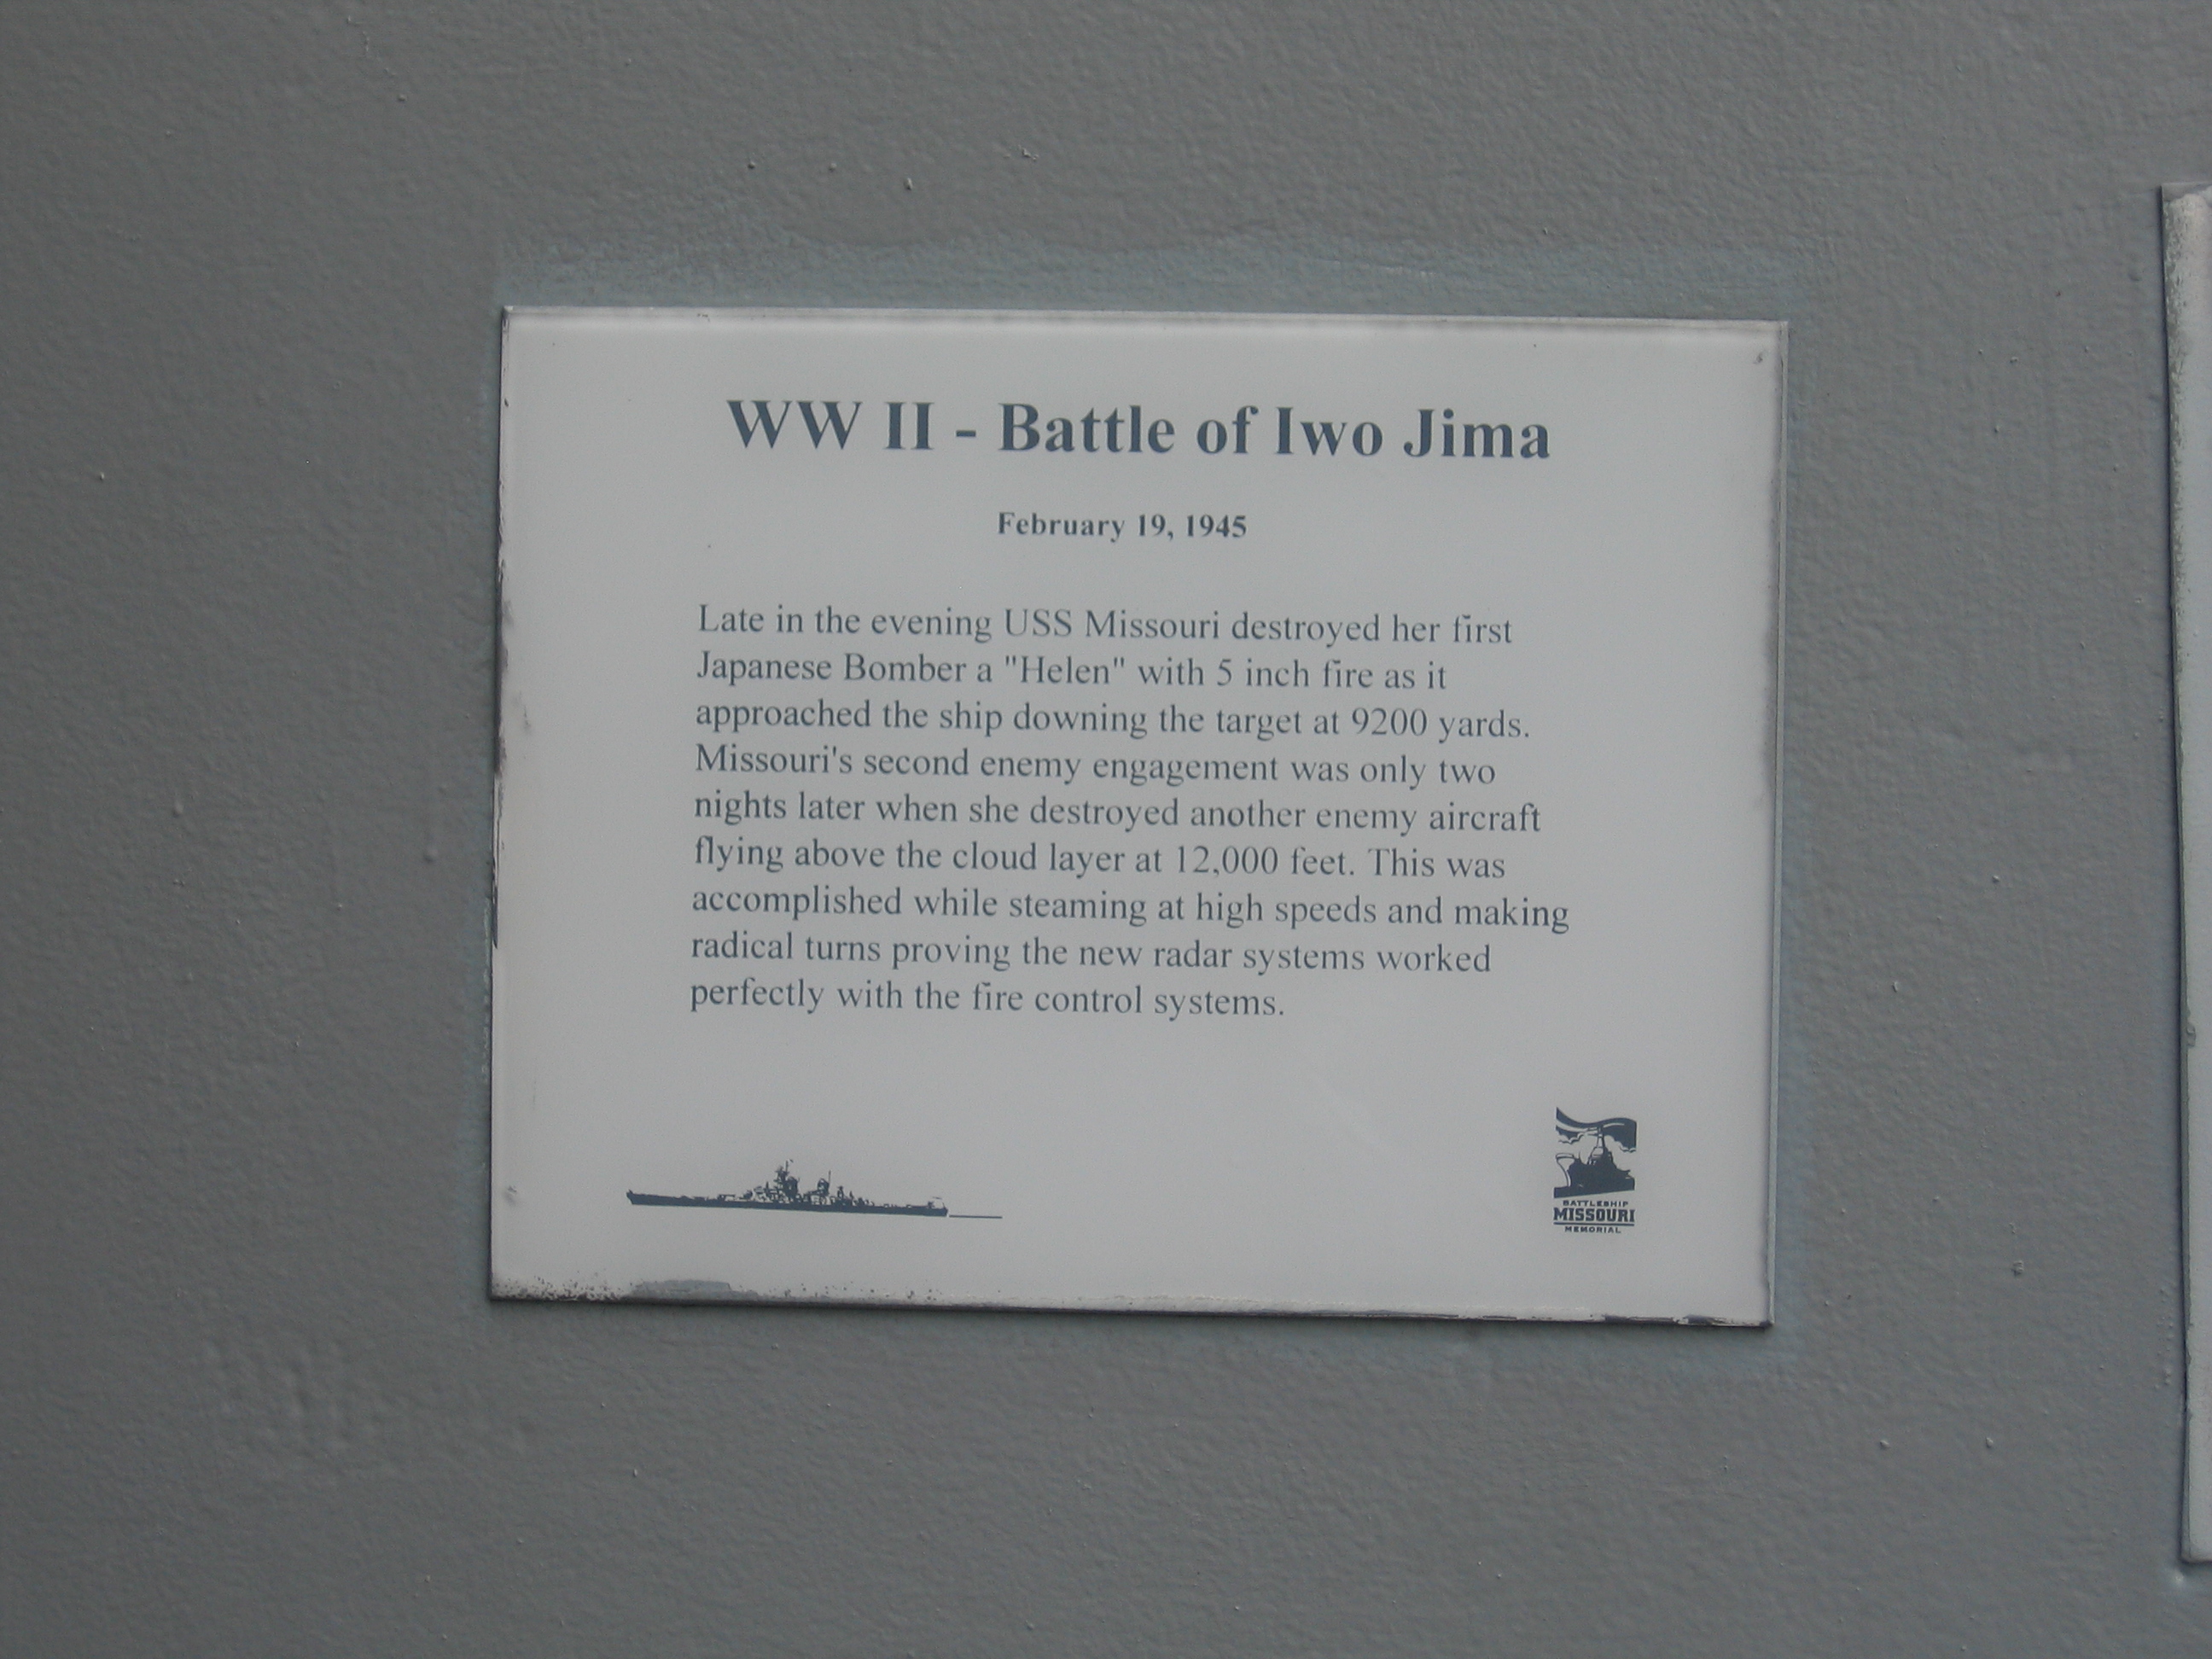 WW II - Battle of Iwo Jima
February 19, 1945
Late in the evening USS Missouri destroyed her first
Japanese Bomber a "Helen" with 5 inch fire as it
approached the ship downing the target at 9200 yards.
Missouri's second enemy engagement was only two
nights later when she destroyed another enemy aircraft
flying above the cloud layer at 12,000 feet. This was
accomplished while steaming at high speeds and making
radical turns proving the new radar systems worked
perfectly with the fire control systems.
BATTLESHIP
MISSOURI
MEMORIAL